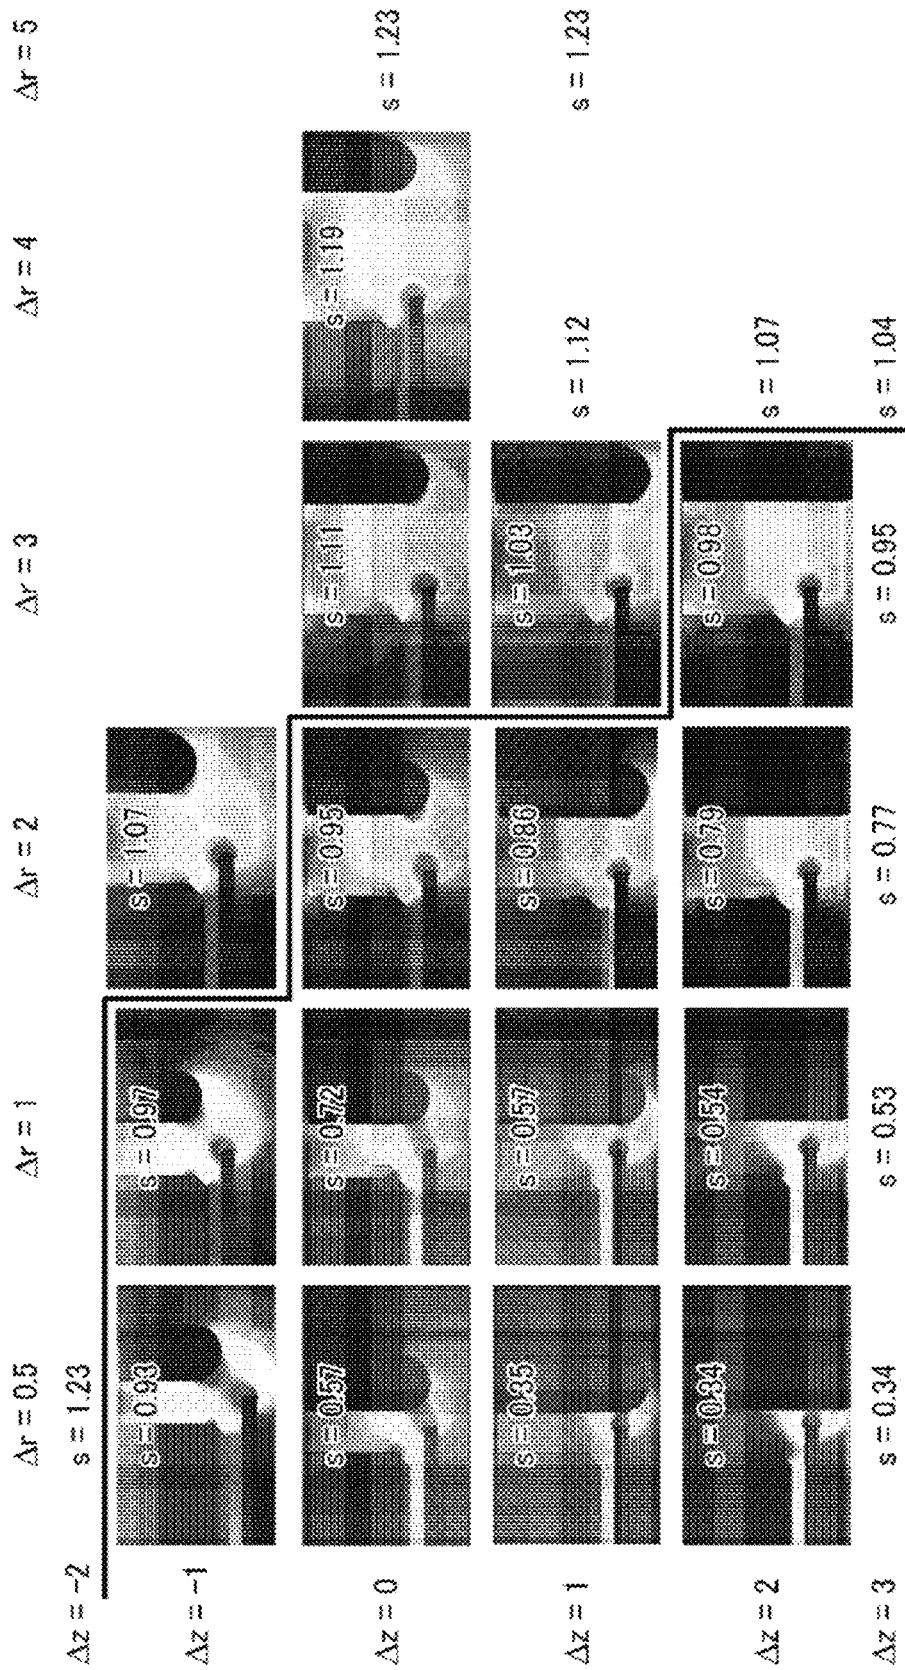 Δr = 0.5 Δr = 1 Δr = 2 Δr = 3 Δr = 4 Δr = 5
Δz = −2 s = 1.23
Δz = −1 s = 0.93 s = 0.97 s = 1.07
Δz = 0 s = 0.57 s = 0.72 s = 0.95 s = 1.11 s = 1.19 s = 1.23
Δz = 1 s = 0.35 s = 0.57 s = 0.86 s = 1.03 s = 1.12 s = 1.23
Δz = 2 s = 0.34 s = 0.54 s = 0.79 s = 0.98 s = 1.07
Δz = 3 s = 0.34 s = 0.53 s = 0.77 s = 0.95 s = 1.04